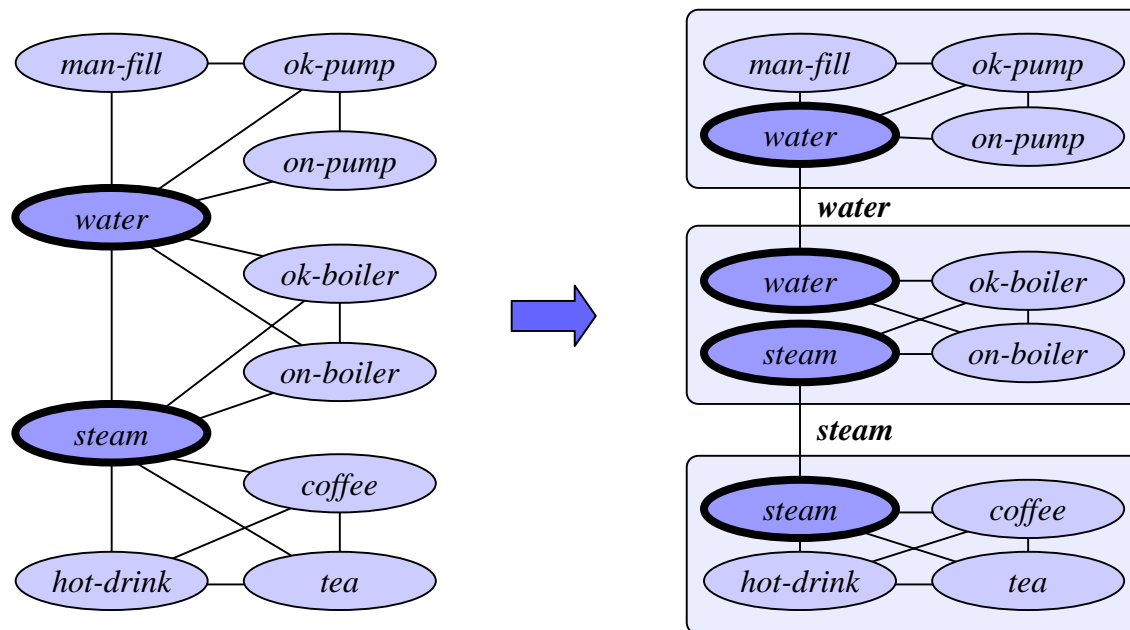 man-fill
ok-pump
on-pump
water
ok-boiler
on-boiler
steam
coffee
hot-drink
tea
man-fill
ok-pump
water
on-pump
water
water
ok-boiler
steam
on-boiler
steam
steam
coffee
hot-drink
tea